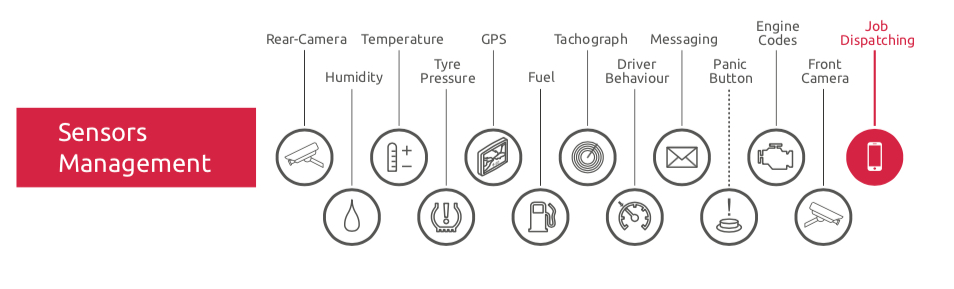 Sensors
Management
Rear-Camera
Humidity
Temperature
Tyre
Pressure
GPS
Fuel
Tachograph
Driver
Behaviour
Messaging
Panic
Button
Engine
Codes
Front
Camera
Job
Dispatching